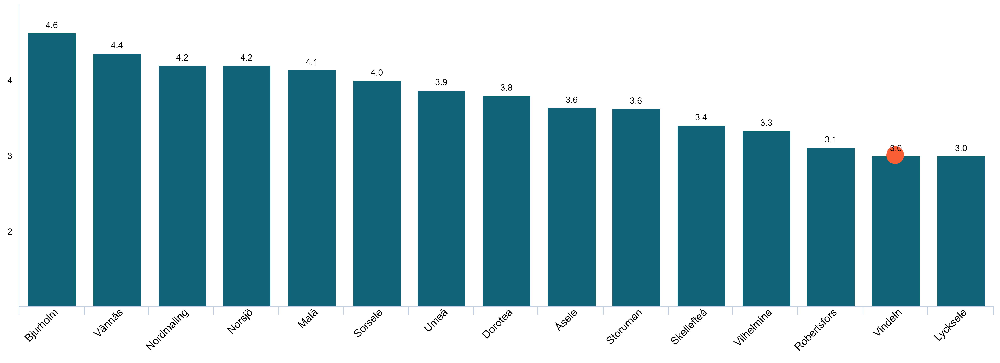 4.6
4.4
4.2
4.2
4.1
4.0
3.9
3.8
3.6
3.6
3.4
3.3
3.1
3.0
3.0
4
3
2
Bjurholm
Vännäs
Nordmaling
Norsjö
Malå
Sorsele
Umeå
Dorotea
Åsele
Storuman
Skellefteå
Vilhelmina
Robertsfors
Vindeln
Lycksele